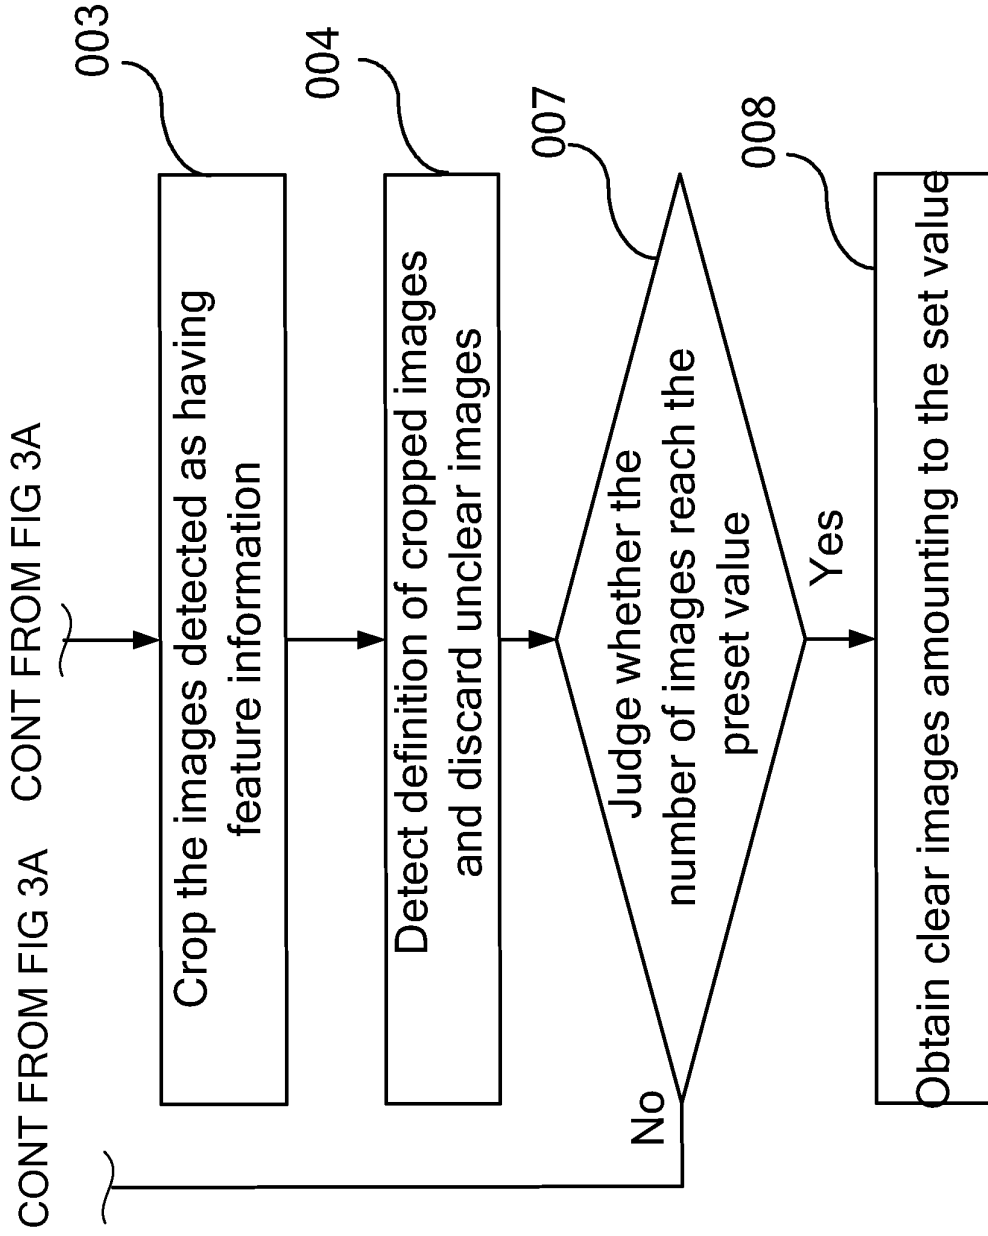 CONT FROM FIG 3A
CONT FROM FIG 3A
003
Crop the images detected as having
feature information
004
Detect definition of cropped images
and discard unclear images
007
Judge whether the
number of images reach the
preset value
No
Yes
008
Obtain clear images amounting to the set value